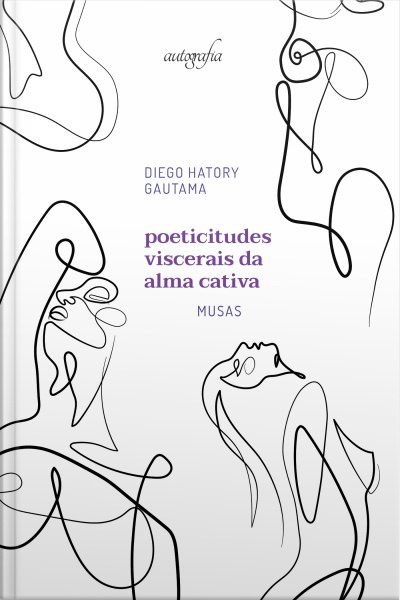 autografia
DIEGO HATORY
GAUTAMA
poeticitudes
viscerais da
alma cativa
MUSAS